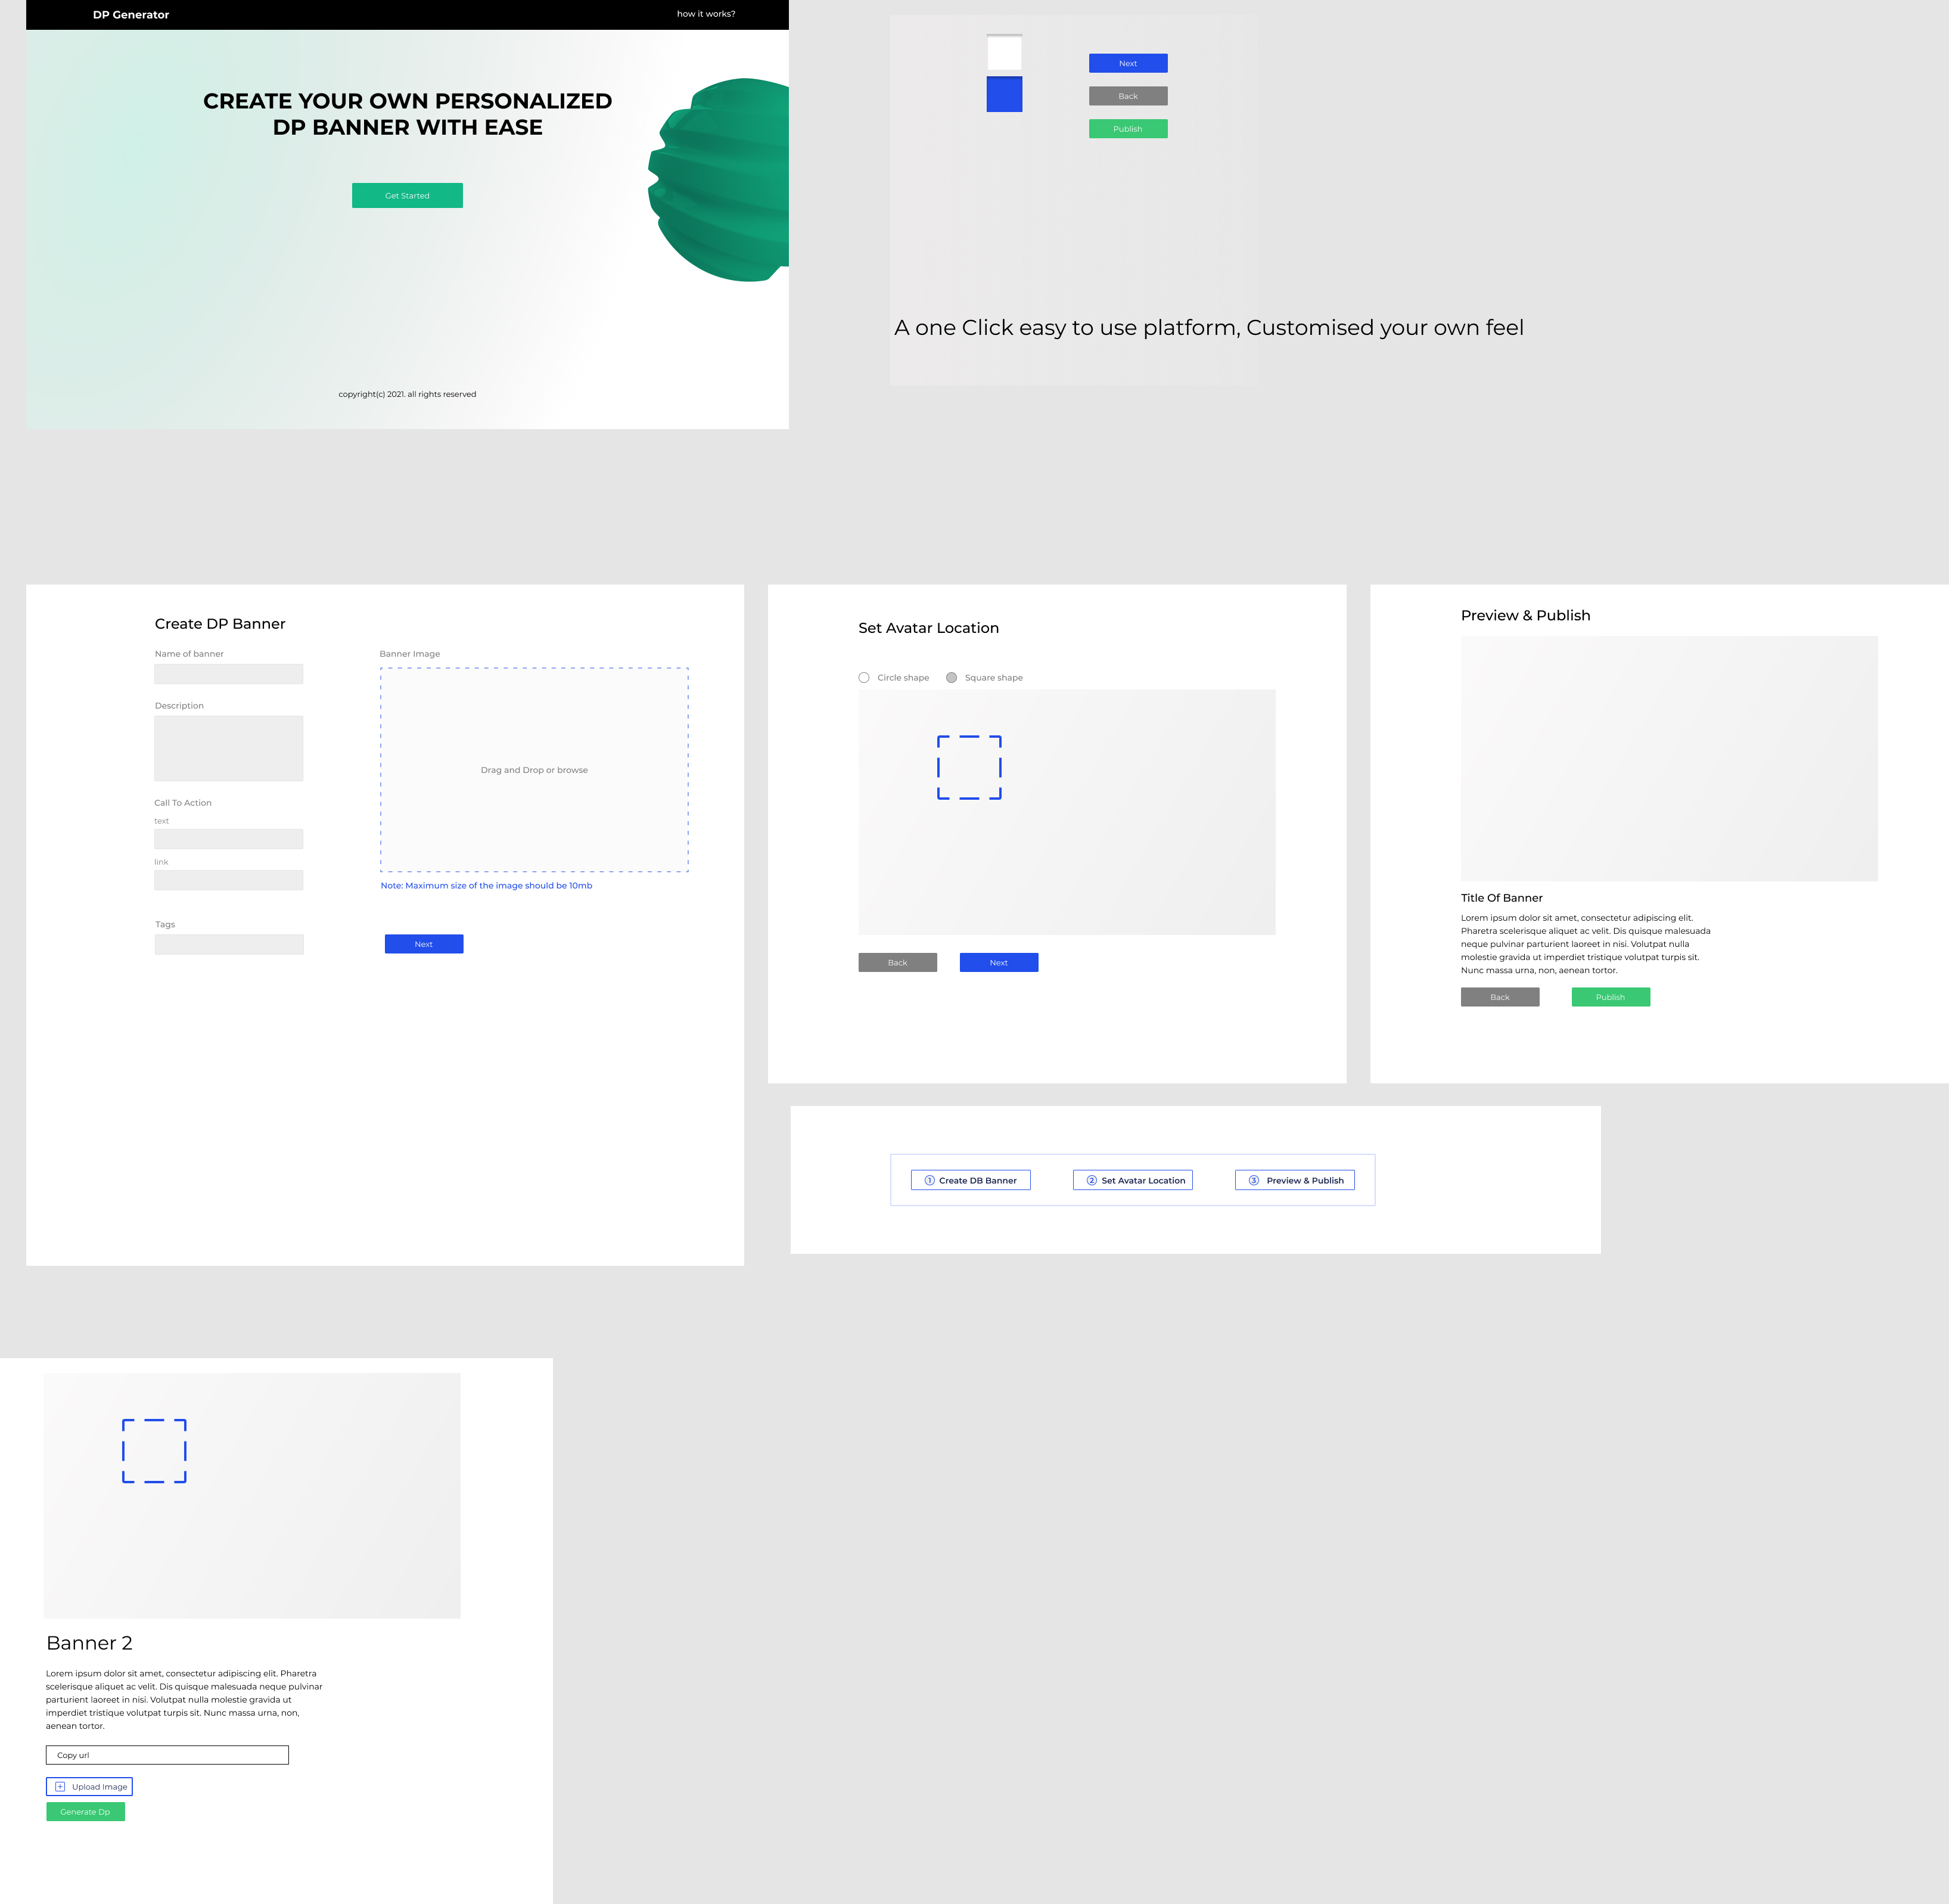 DP Generator
how it works?
CREATE YOUR OWN PERSONALIZED
DP BANNER WITH EASE
Get Started
copyright(c) 2021. all rights reserved
Next
Back
Publish
A one Click easy to use platform, Customised your own feel
Create DP Banner
Name of banner
Description
Call To Action
text
link
Tags
Banner Image
Drag and Drop or browse
Note: Maximum size of the image should be 10mb
Next
Set Avatar Location
Circle shape
Square shape
Back
Next
Preview & Publish
Title Of Banner
Lorem ipsum dolor sit amet, consectetur adipiscing elit.
Pharetra scelerisque aliquet ac velit. Dis quisque malesuada
neque pulvinar parturient laoreet in nisi. Volutpat nulla
molestie gravida ut imperdiet tristique volutpat turpis sit.
Nunc massa urna, non, aenean tortor.
Back
Publish
1 Create DB Banner
2 Set Avatar Location
3 Preview & Publish
Banner 2
Lorem ipsum dolor sit amet, consectetur adipiscing elit. Pharetra
scelerisque aliquet ac velit. Dis quisque malesuada neque pulvinar
parturient laoreet in nisi. Volutpat nulla molestie gravida ut
imperdiet tristique volutpat turpis sit. Nunc massa urna, non,
aenean tortor.
Copy url
Upload Image
Generate Dp